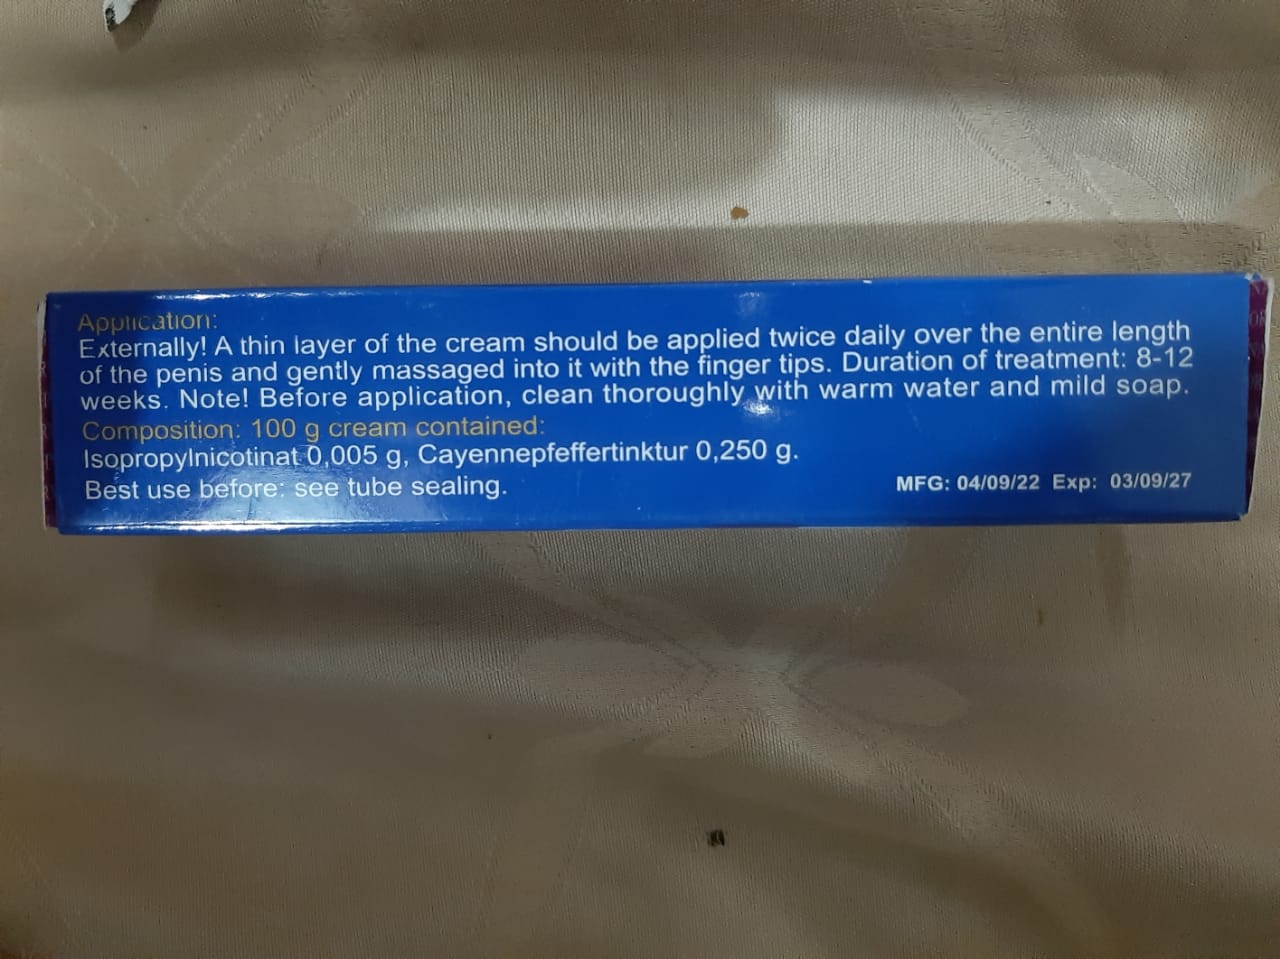 Application:
Externally! A thin layer of the cream should be applied twice daily over the entire length
of the penis and gently massaged into it with the finger tips. Duration of treatment: 8-12
weeks. Note! Before application, clean thoroughly with warm water and mild soap.
Composition: 100 g cream contained:
Isopropylnicotinat 0,005 g, Cayennepfeffertinktur 0,250 g.
Best use before: see tube sealing.
MFG: 04/09/22 Exp: 03/09/27